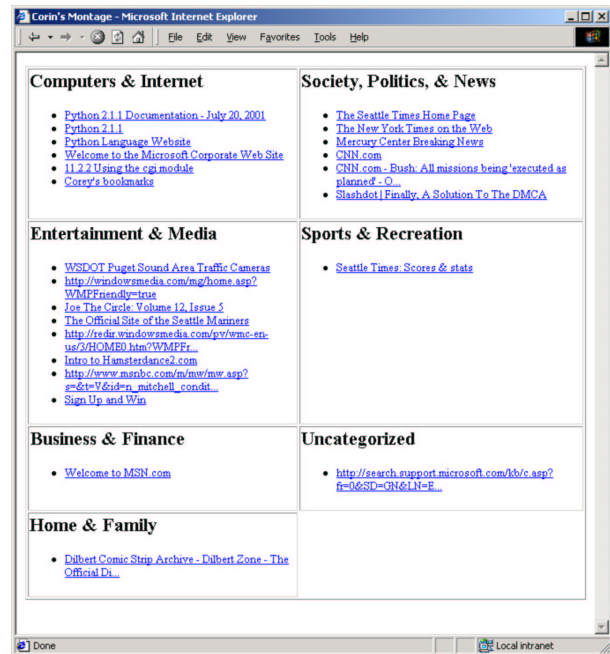 Corin's Montage - Microsoft Internet Explorer
File Edit View Favorites Tools Help
Computers & Internet
Python 2.1.1 Documentation - July 20, 2001
Python 2.1.1
Python Language Website
Welcome to the Microsoft Corporate Web Site
11.2.2 Using the cgi module
Corey's bookmarks
Society, Politics, & News
The Seattle Times Home Page
The New York Times on the Web
Mercury Center Breaking News
CNN.com
CNN.com - Bush: All missions being 'executed as
planned' - O...
Slashdot | Finally, A Solution To The DMCA
Entertainment & Media
WSDOT Puget Sound Area Traffic Cameras
http://windowsmedia.com/mg/home.asp?
WMPFriendly=true
Joe The Circle: Volume 12, Issue 5
The Official Site of the Seattle Mariners
http://redir.windowsmedia.com/pv/wmc-en-
us/3/HOME0.htm?WMPFr...
Intro to Hamsterdance2.com
http://www.msnbc.com/m/mw/mw.asp?
s=&t=V&id=n_mitchell_condit...
Sign Up and Win
Sports & Recreation
Seattle Times: Scores & stats
Business & Finance
Welcome to MSN.com
Uncategorized
http://search.support.microsoft.com/kb/c.asp?
fr=0&SD=GN&LN=E...
Home & Family
Dilbert Comic Strip Archive - Dilbert Zone - The
Official Di...
Done
Local intranet